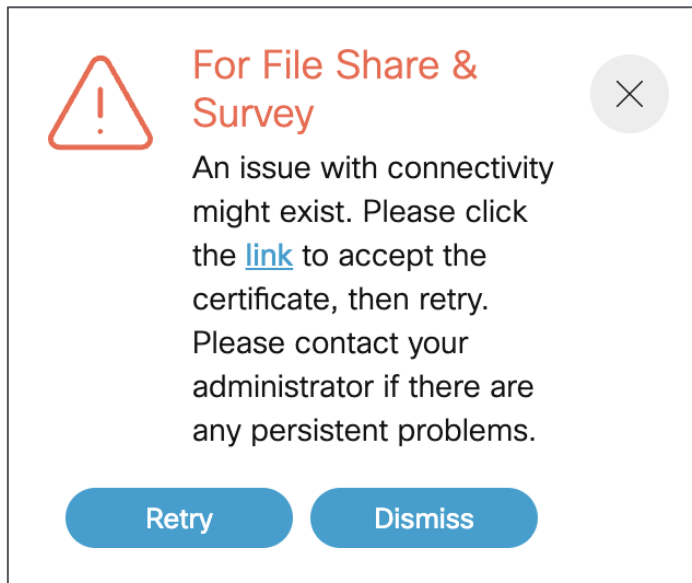 For File Share &
Survey
An issue with connectivity
might exist. Please click
the link to accept the
certificate, then retry.
Please contact your
administrator if there are
any persistent problems.
Retry
Dismiss